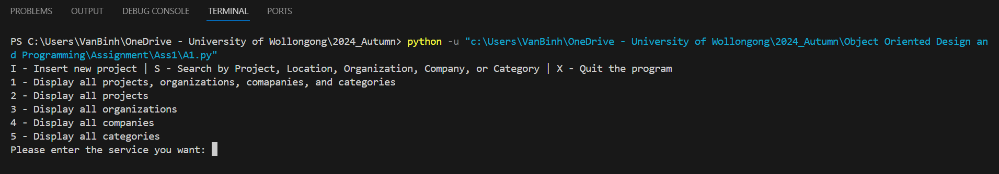 PROBLEMS OUTPUT DEBUG CONSOLE TERMINAL PORTS
PS C:\Users\VanBinh\OneDrive - University of Wollongong\2024_Autumn> python -u "c:\Users\VanBinh\OneDrive - University of Wollongong\2024_Autumn\Object Oriented Design an
d Programming\Assignment\Ass1\A1.py"
I - Insert new project | S - Search by Project, Location, Organization, Company, or Category | X - Quit the program
1 - Display all projects, organizations, comapanies, and categories
2 - Display all projects
3 - Display all organizations
4 - Display all companies
5 - Display all categories
Please enter the service you want: